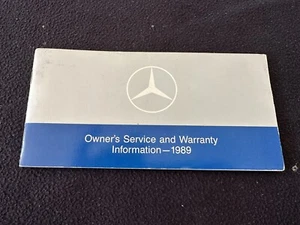 Owner's Service and Warranty
Information—1989